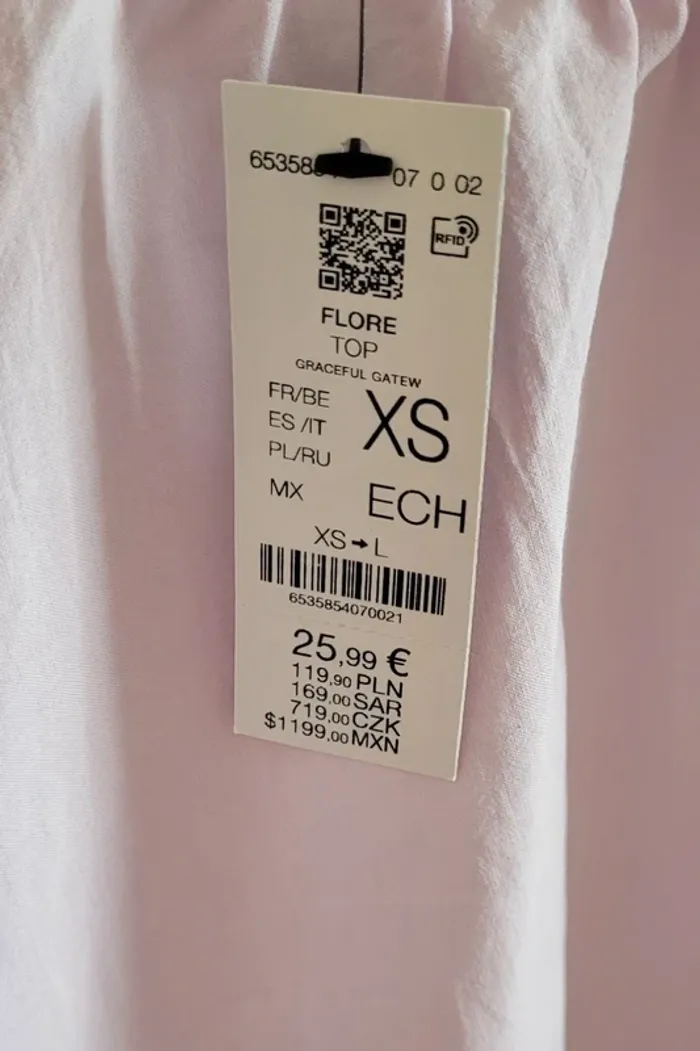 65358 07 0 02
RFID
FLORE
TOP
GRACEFUL GATEW
FR/BE
ES /IT
PL/RU
XS
MX
ECH
XS➜L
6535854070021
25,99 €
119,90 PLN
169,00 SAR
719,00 CZK
$1199,00 MXN